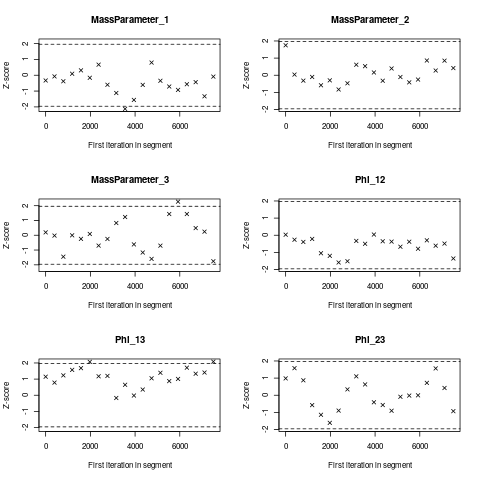 MassParameter_1
Z-score
2
1
0
-1
-2
0 2000 4000 6000
First iteration in segment
MassParameter_2
Z-score
2
1
0
-1
-2
0 2000 4000 6000
First iteration in segment
MassParameter_3
Z-score
2
1
0
-1
-2
0 2000 4000 6000
First iteration in segment
Phi_12
Z-score
2
1
0
-1
-2
0 2000 4000 6000
First iteration in segment
Phi_13
Z-score
2
1
0
-1
-2
0 2000 4000 6000
First iteration in segment
Phi_23
Z-score
2
1
0
-1
-2
0 2000 4000 6000
First iteration in segment